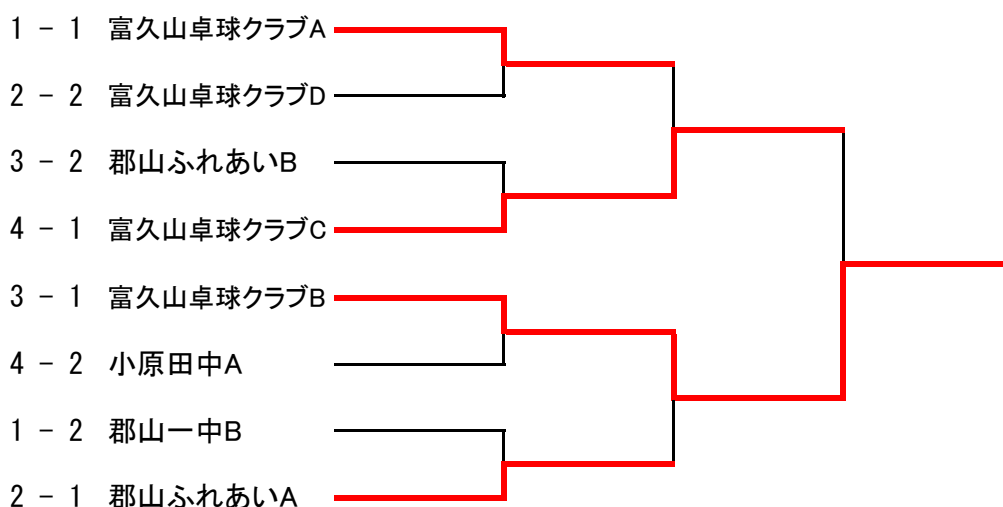 1 - 1 富久山卓球クラブA
2 - 2 富久山卓球クラブD
3 - 2 郡山ふれあいB
4 - 1 富久山卓球クラブC
3 - 1 富久山卓球クラブB
4 - 2 小原田中A
1 - 2 郡山一中B
2 - 1 郡山ふれあいA